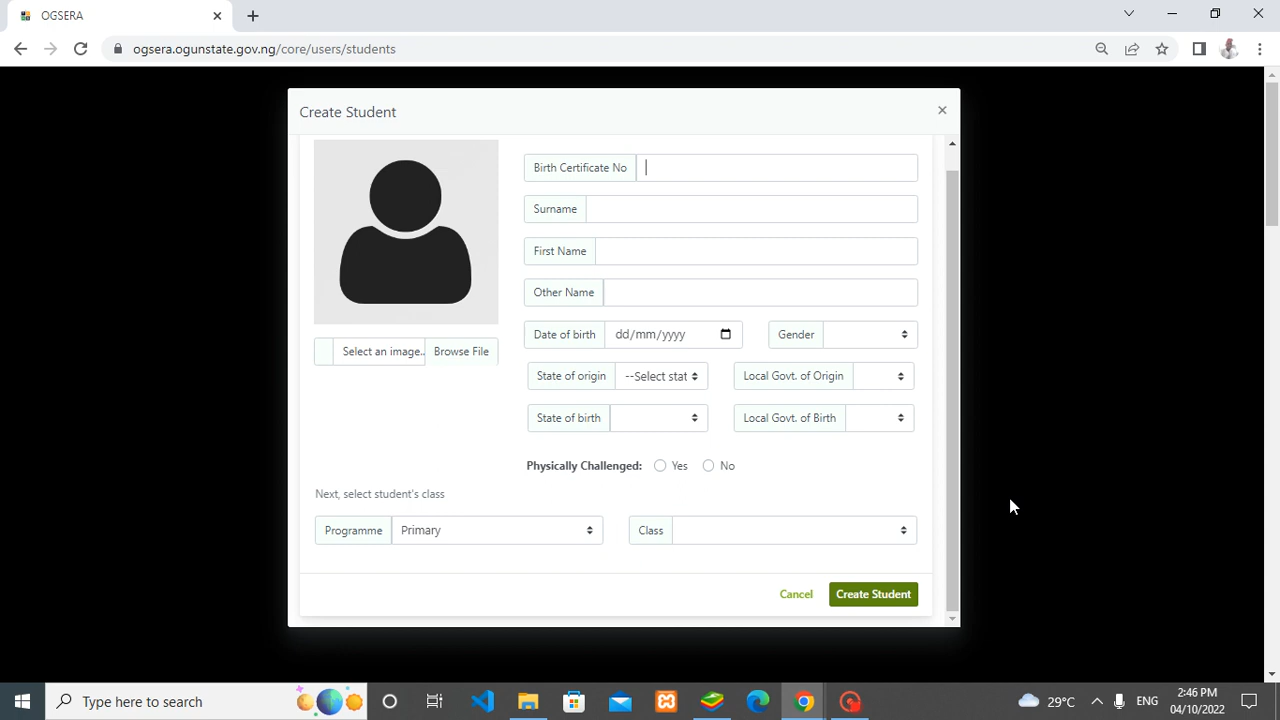 OGSERA
ogsera.ogunstate.gov.ng/core/users/students
Create Student
Birth Certificate No
Surname
First Name
Other Name
Date of birth dd/mm/yyyy Gender
Select an image.. Browse File
State of origin --Select stat Local Govt. of Origin
State of birth Local Govt. of Birth
Physically Challenged: Yes No
Next, select student's class
Programme Primary Class
Cancel Create Student
Type here to search
29°C ENG
2:46 PM
04/10/2022